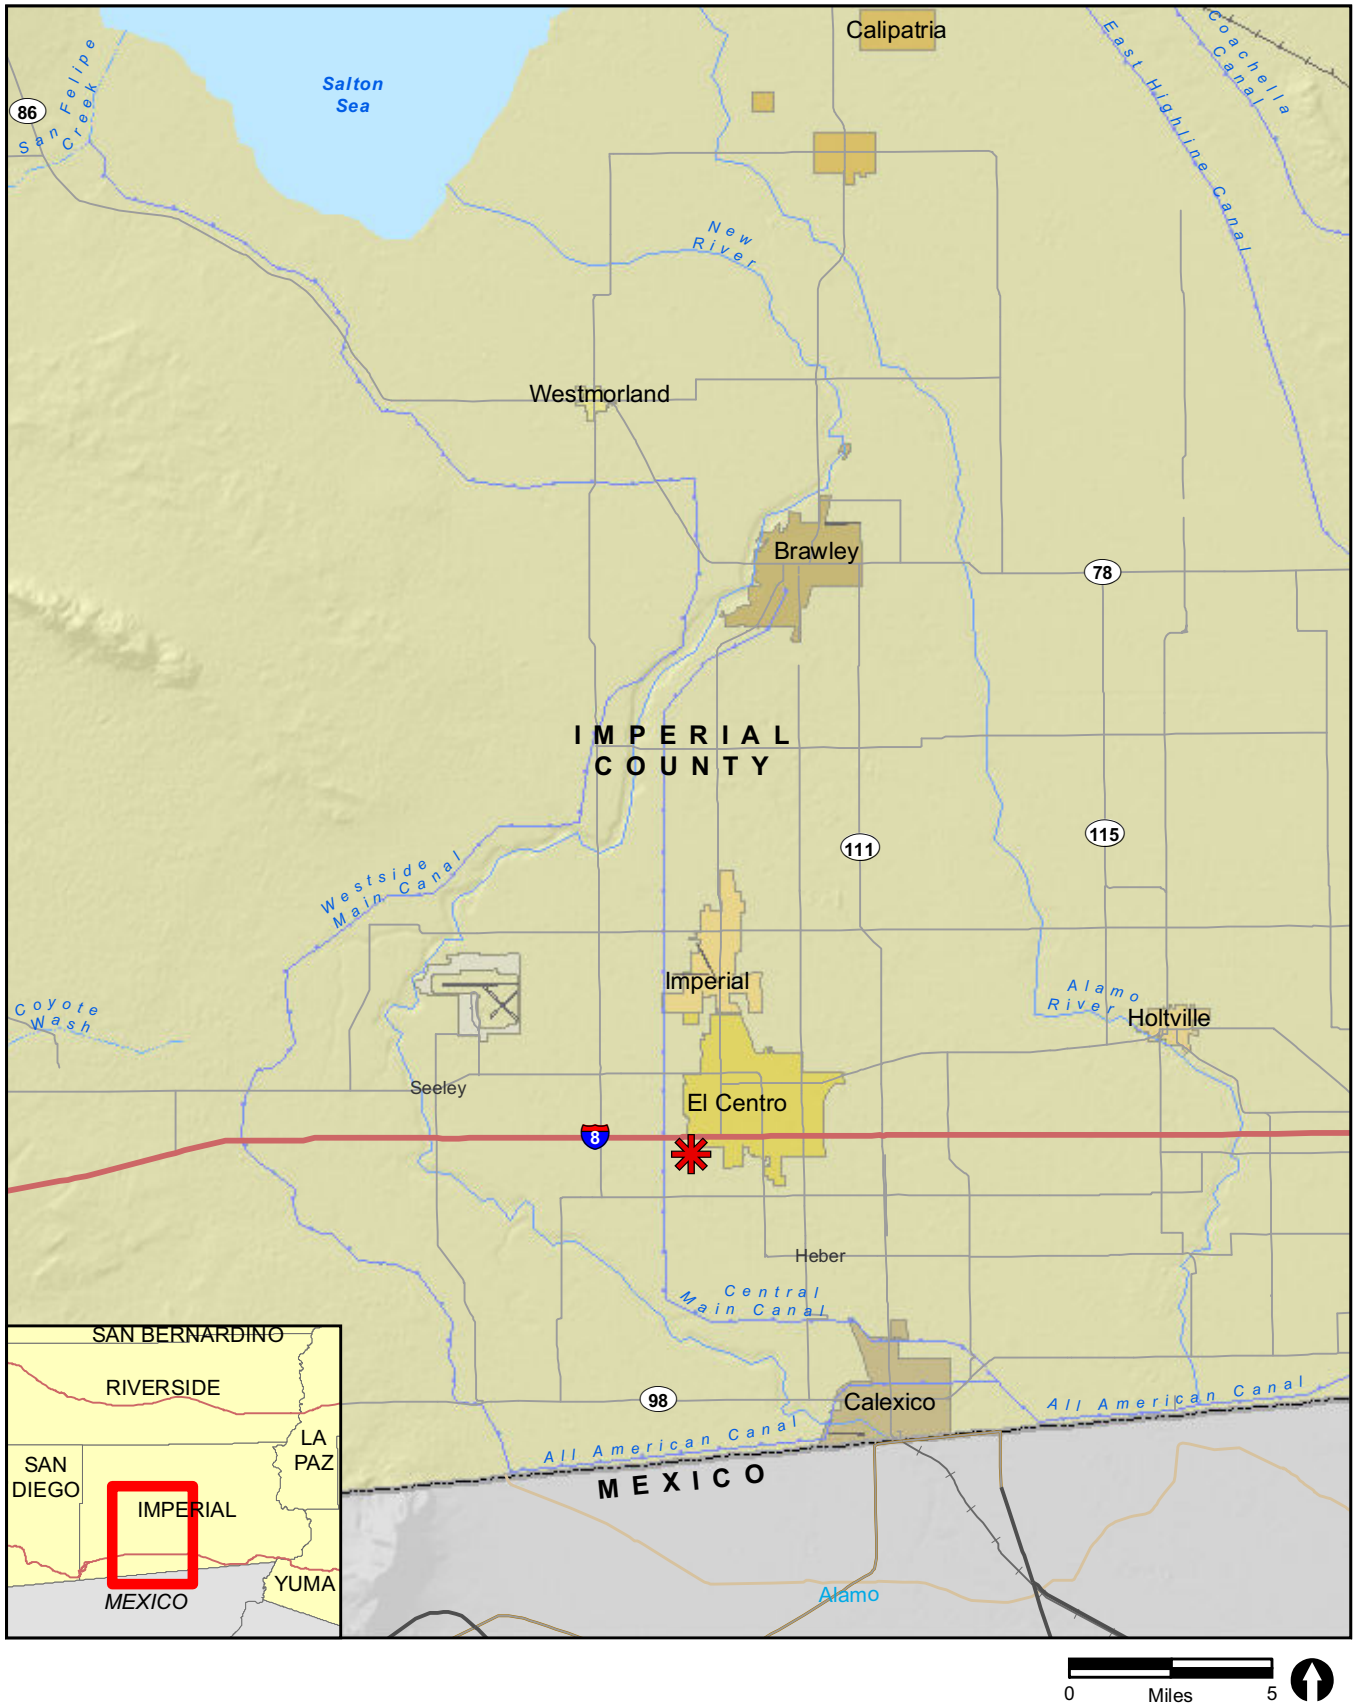 Calipatria
Coachella
Canal
East Highline Canal
Salton
Sea
San Felipe
Creek
86
New
River
Westmorland
Brawley
78
IMPERIAL
COUNTY
111
115
Westside
Main Canal
Imperial
Alamo
River
Holtville
Coyote
Wash
Seeley
El Centro
8
Heber
Central
Main Canal
98
Calexico
All American Canal
All American Canal
MEXICO
Alamo
SAN BERNARDINO
RIVERSIDE
LA
PAZ
SAN
DIEGO
IMPERIAL
YUMA
MEXICO
0 Miles 5